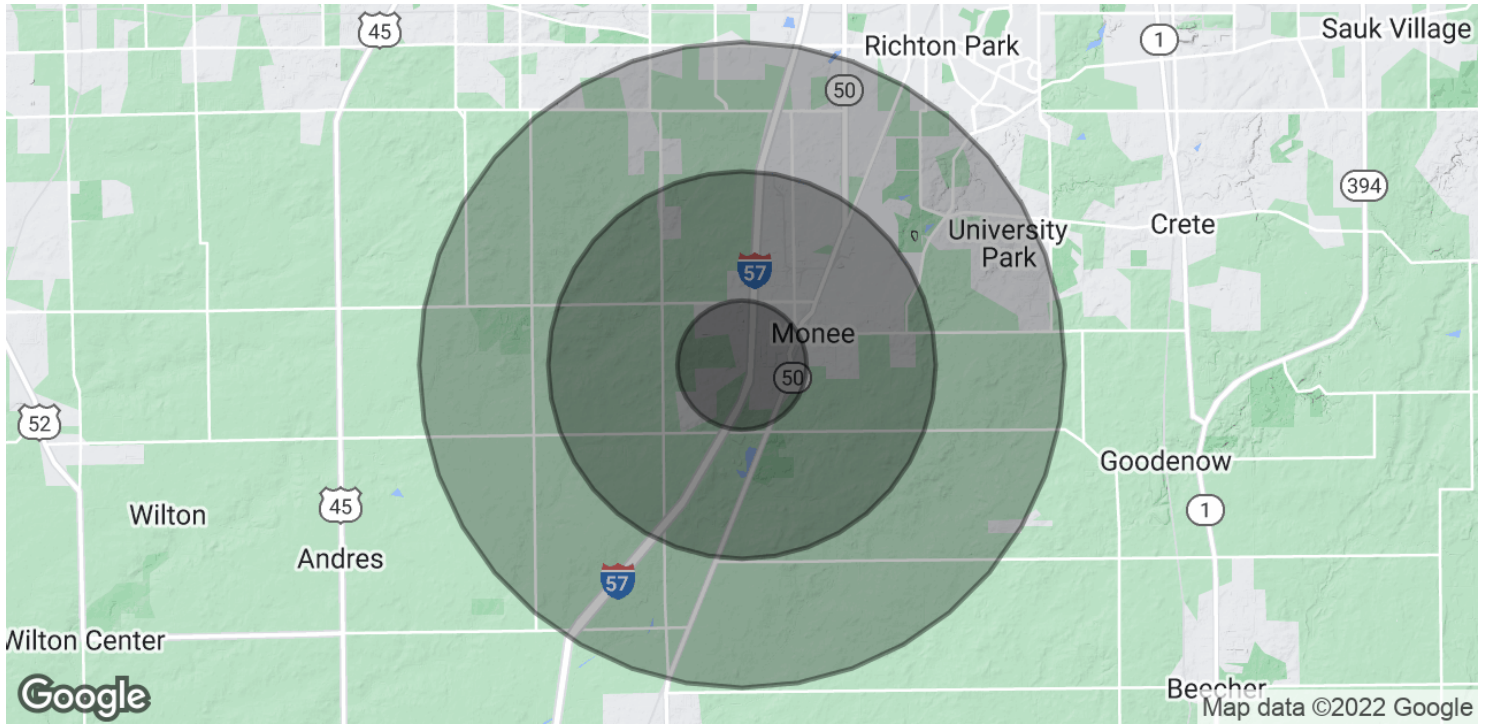 45
Richton Park
1
Sauk Village
50
394
University
Park
Crete
57
Monee
50
52
Goodenow
Wilton
45
1
Andres
57
Wilton Center
Beecher
Google
Map data ©2022 Google